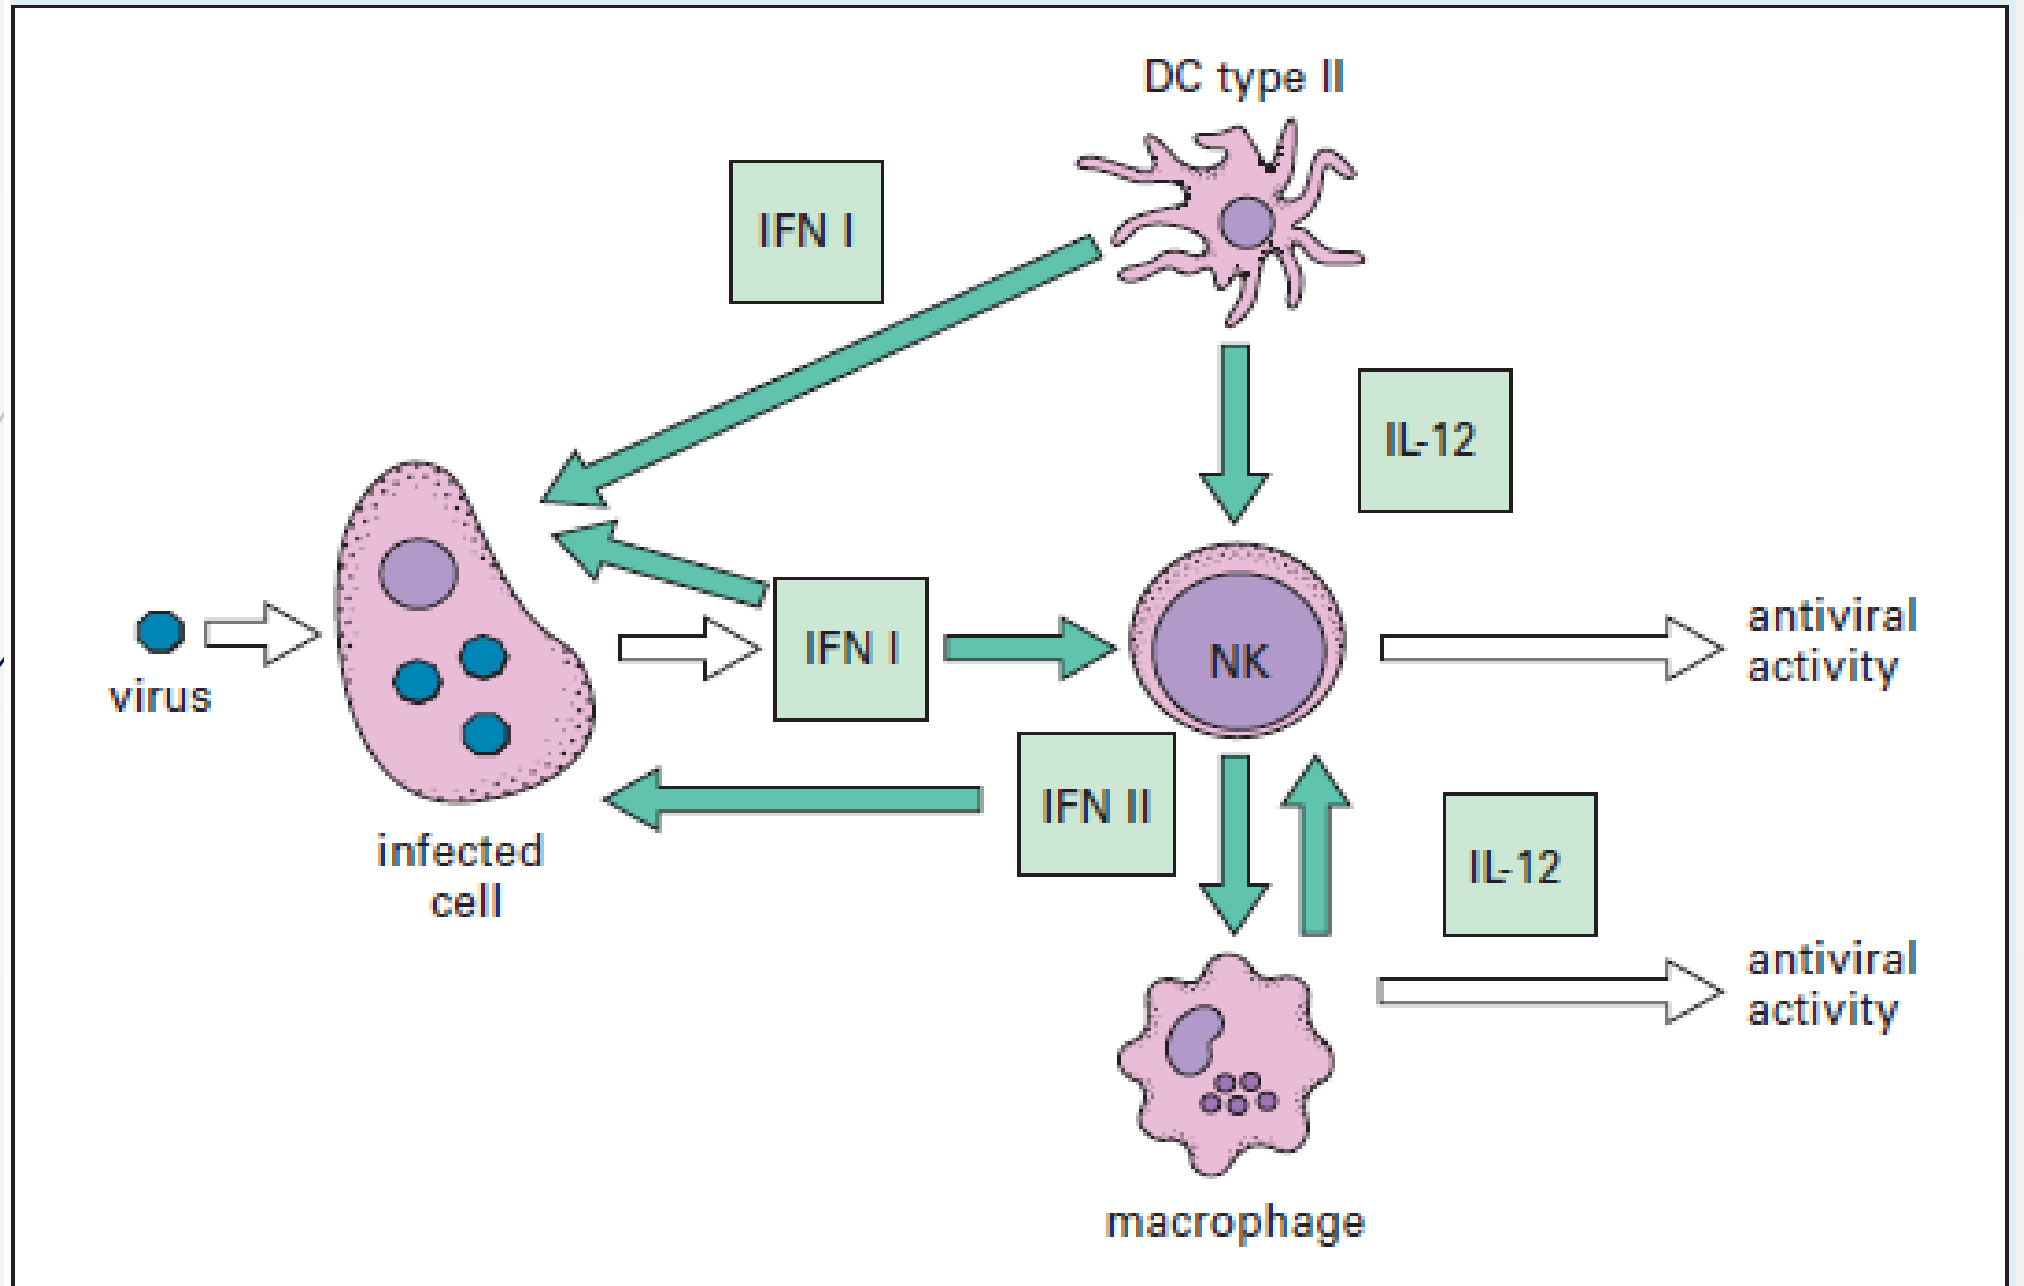 DC type II
IFN I
IL-12
virus
IFN I
NK
antiviral
activity
infected
cell
IFN II
IL-12
antiviral
activity
macrophage